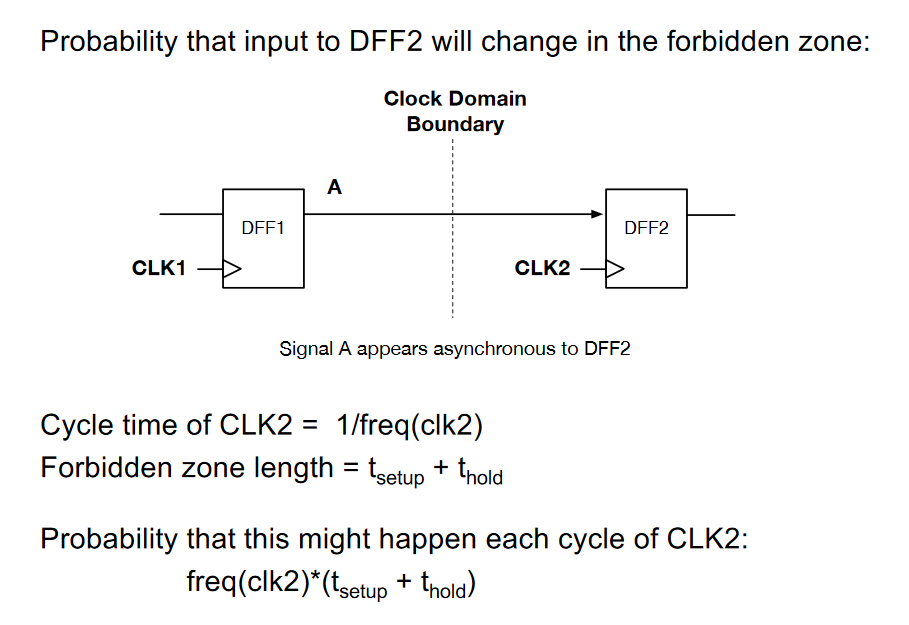 Probability that input to DFF2 will change in the forbidden zone:
Clock Domain
Boundary
A
DFF1
DFF2
CLK1
CLK2
Signal A appears asynchronous to DFF2
Cycle time of CLK2 = 1/freq(clk2)
Forbidden zone length = tsetup + thold
Probability that this might happen each cycle of CLK2:
freq(clk2)*(tsetup + thold)